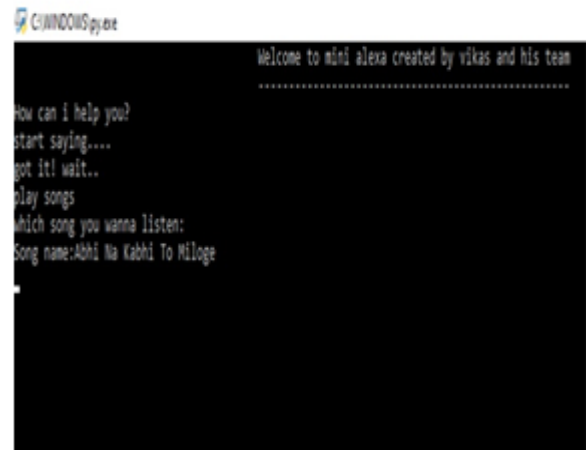 C:\WINDOWS\py.exe
Welcome to mini alexa created by vikas and his team
----------------------------------------------------
How can i help you?
start saying....
got it! wait..
play songs
which song you wanna listen:
Song name:Abhi Na Kabhi To Miloge